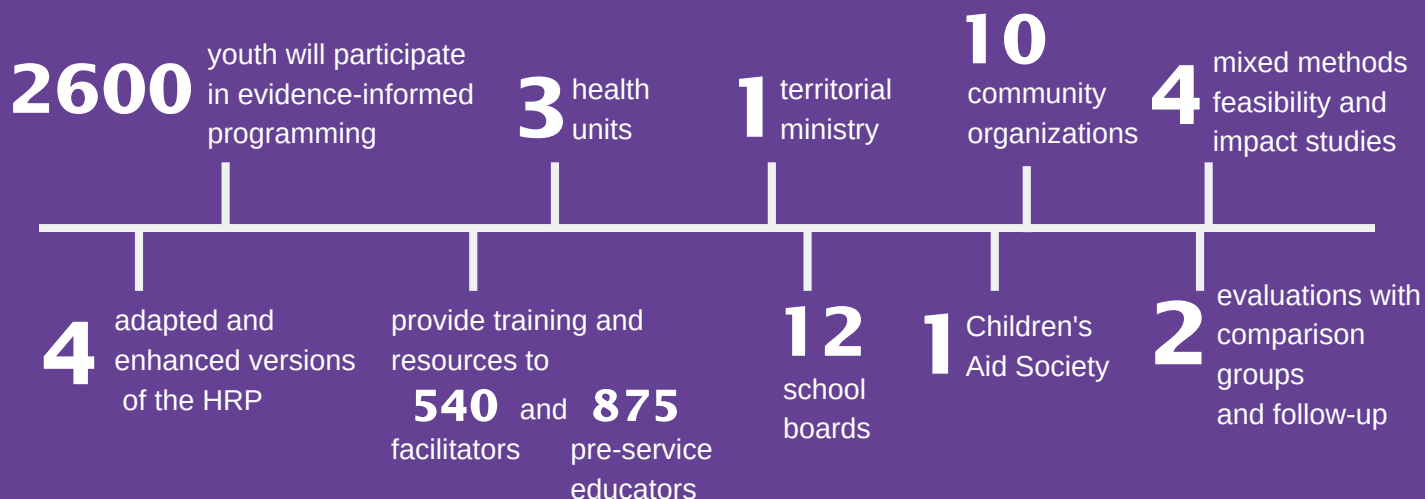 2600
youth will participate
in evidence-informed
programming
3
health
units
1
territorial
ministry
10
community
organizations
4
mixed methods
feasibility and
impact studies
4
adapted and
enhanced versions
of the HRP
provide training and
resources to
540 and 875
facilitators
pre-service
educators
12
school
boards
1
Children's
Aid Society
2
evaluations with
comparison
groups
and follow-up